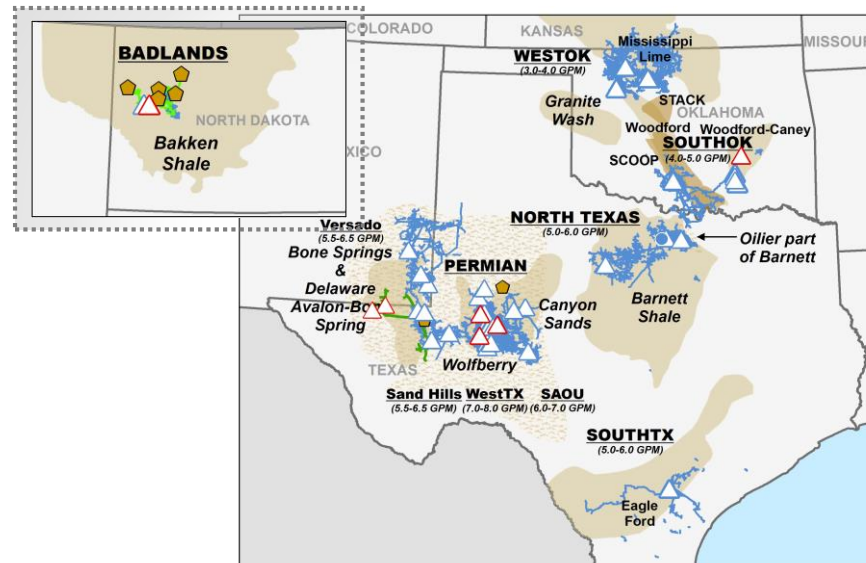 BADLANDS
NORTH DAKOTA
Bakken
Shale
COLORADO
KANSAS
MISSOUR
WESTOK
(3.0-4.0 GPM)
Mississippi
Lime
Granite
Wash
STACK
OKLAHOMA
Woodford
Woodford-Caney
SOUTHOK
(4.0-5.0 GPM)
SCOOP
XICO
Versado
(5.5-6.5 GPM)
Bone Springs
&
Delaware
Avalon-Bo
Spring
NORTH TEXAS
(5.0-6.0 GPM)
PERMIAN
Oilier part
of Barnett
Canyon
Sands
Barnett
Shale
Wolfberry
TEXAS
Sand Hills
(5.5-6.5 GPM)
WestTX
(7.0-8.0 GPM)
SAOU
(6.0-7.0 GPM)
SOUTHTX
(5.0-6.0 GPM)
Eagle
Ford